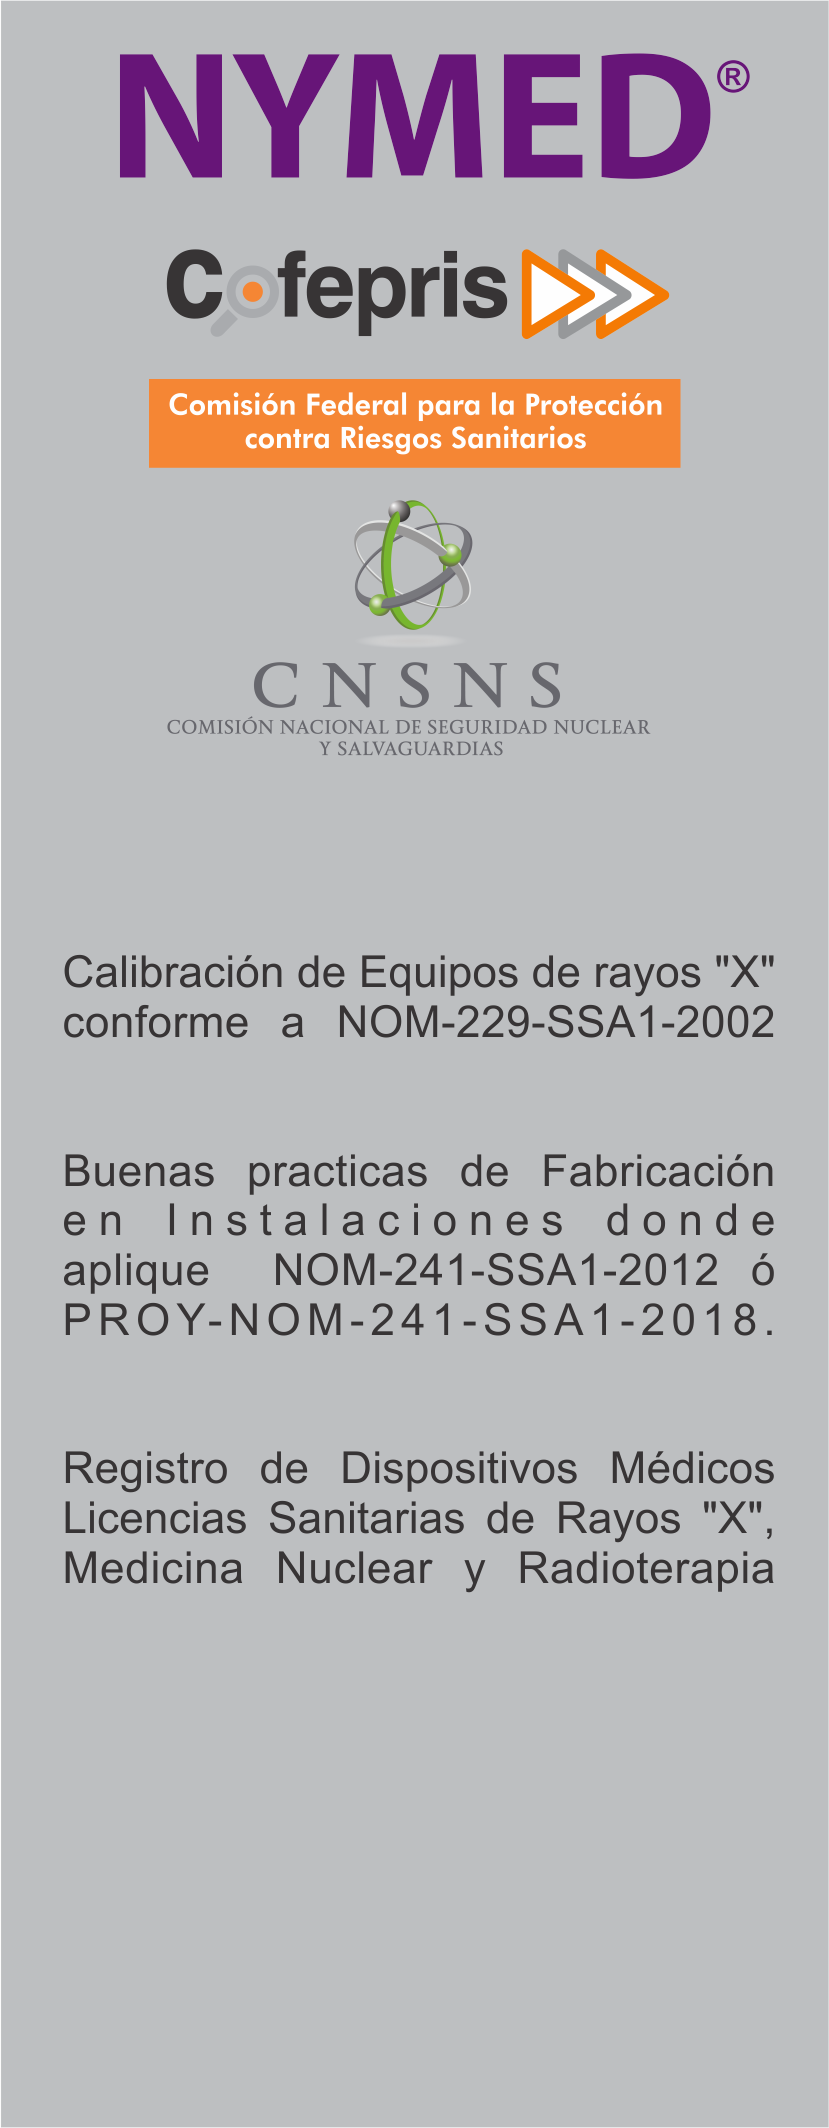 NYMED®
Cofepris
Comisión Federal para la Protección
contra Riesgos Sanitarios
CNSNS
COMISIÓN NACIONAL DE SEGURIDAD NUCLEAR
Y SALVAGUARDIAS
Calibración de Equipos de rayos "X"
conforme a NOM-229-SSA1-2002
Buenas practicas de Fabricación
en Instalaciones donde
aplique NOM-241-SSA1-2012 ó
PROY-NOM-241-SSA1-2018.
Registro de Dispositivos Médicos
Licencias Sanitarias de Rayos "X",
Medicina Nuclear y Radioterapia